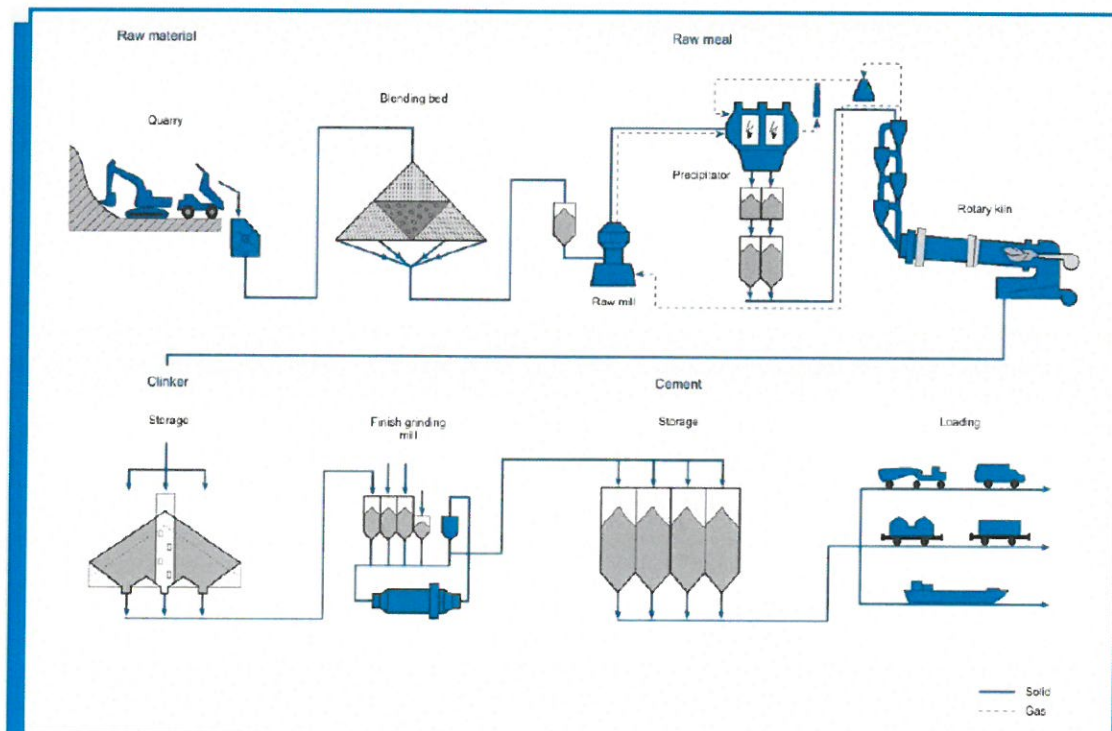 Raw material
Raw meal
Blending bed
Quarry
Precipitator
Rotary kiln
Raw mill
Clinker
Cement
Storage
Finish grinding
mill
Storage
Loading
Solid
Gas